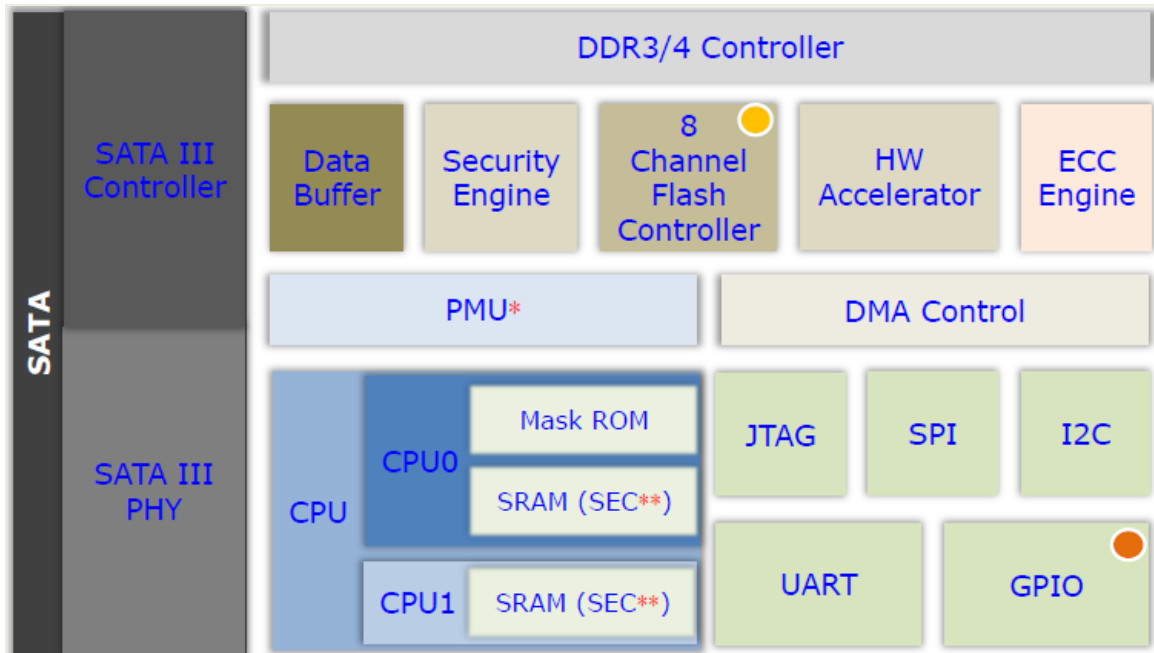 SATA
SATA III
Controller
SATA III
PHY
DDR3/4 Controller
Data
Buffer
Security
Engine
8
Channel
Flash
Controller
HW
Accelerator
ECC
Engine
PMU*
DMA Control
CPU
CPU0
Mask ROM
SRAM (SEC**)
CPU1
SRAM (SEC**)
JTAG
SPI
I2C
UART
GPIO